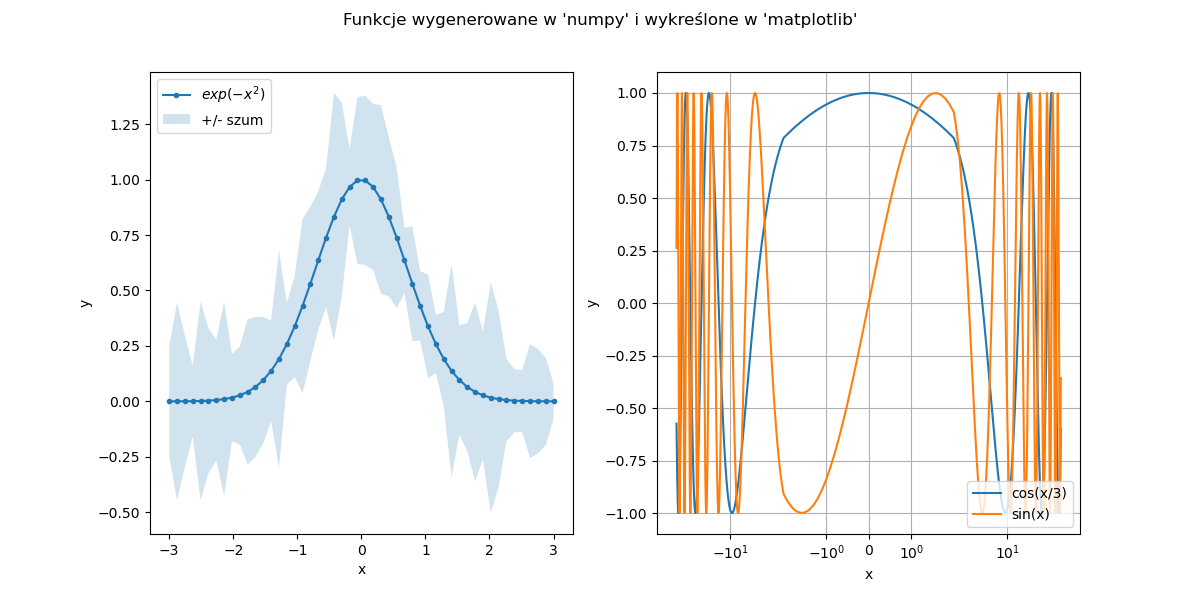 Funkcje wygenerowane w 'numpy' i wykreślone w 'matplotlib'
exp(−x²)
+/- szum
1.25
1.00
0.75
0.50
0.25
0.00
−0.25
−0.50
y
−3 −2 −1 0 1 2 3
x
1.00
0.75
0.50
0.25
0.00
−0.25
−0.50
−0.75
−1.00
y
cos(x/3)
sin(x)
−10¹ −10⁰ 0 10⁰ 10¹
x